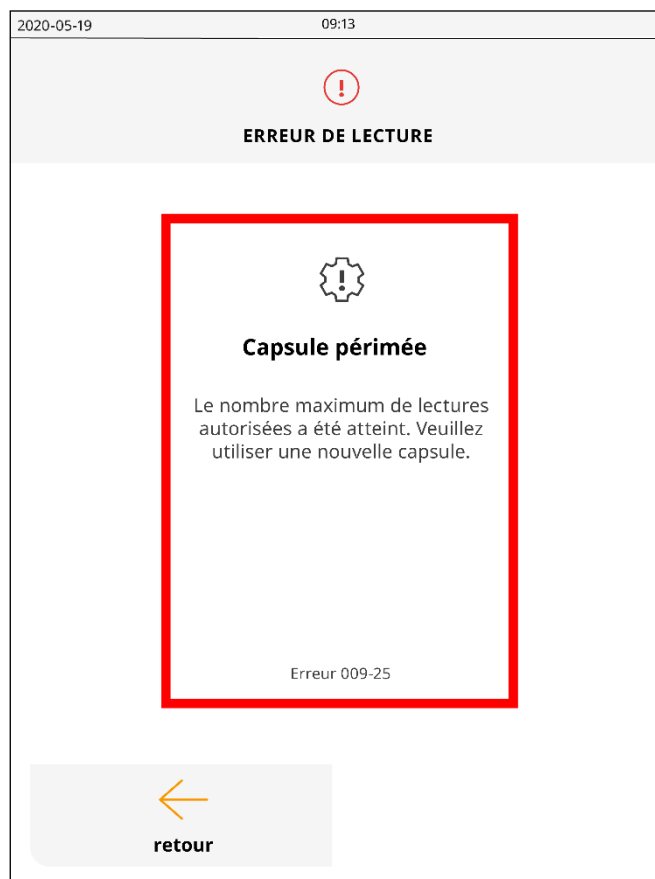 2020-05-19 09:13
ERREUR DE LECTURE
Capsule périmée
Le nombre maximum de lectures
autorisées a été atteint. Veuillez
utiliser une nouvelle capsule.
Erreur 009-25
retour